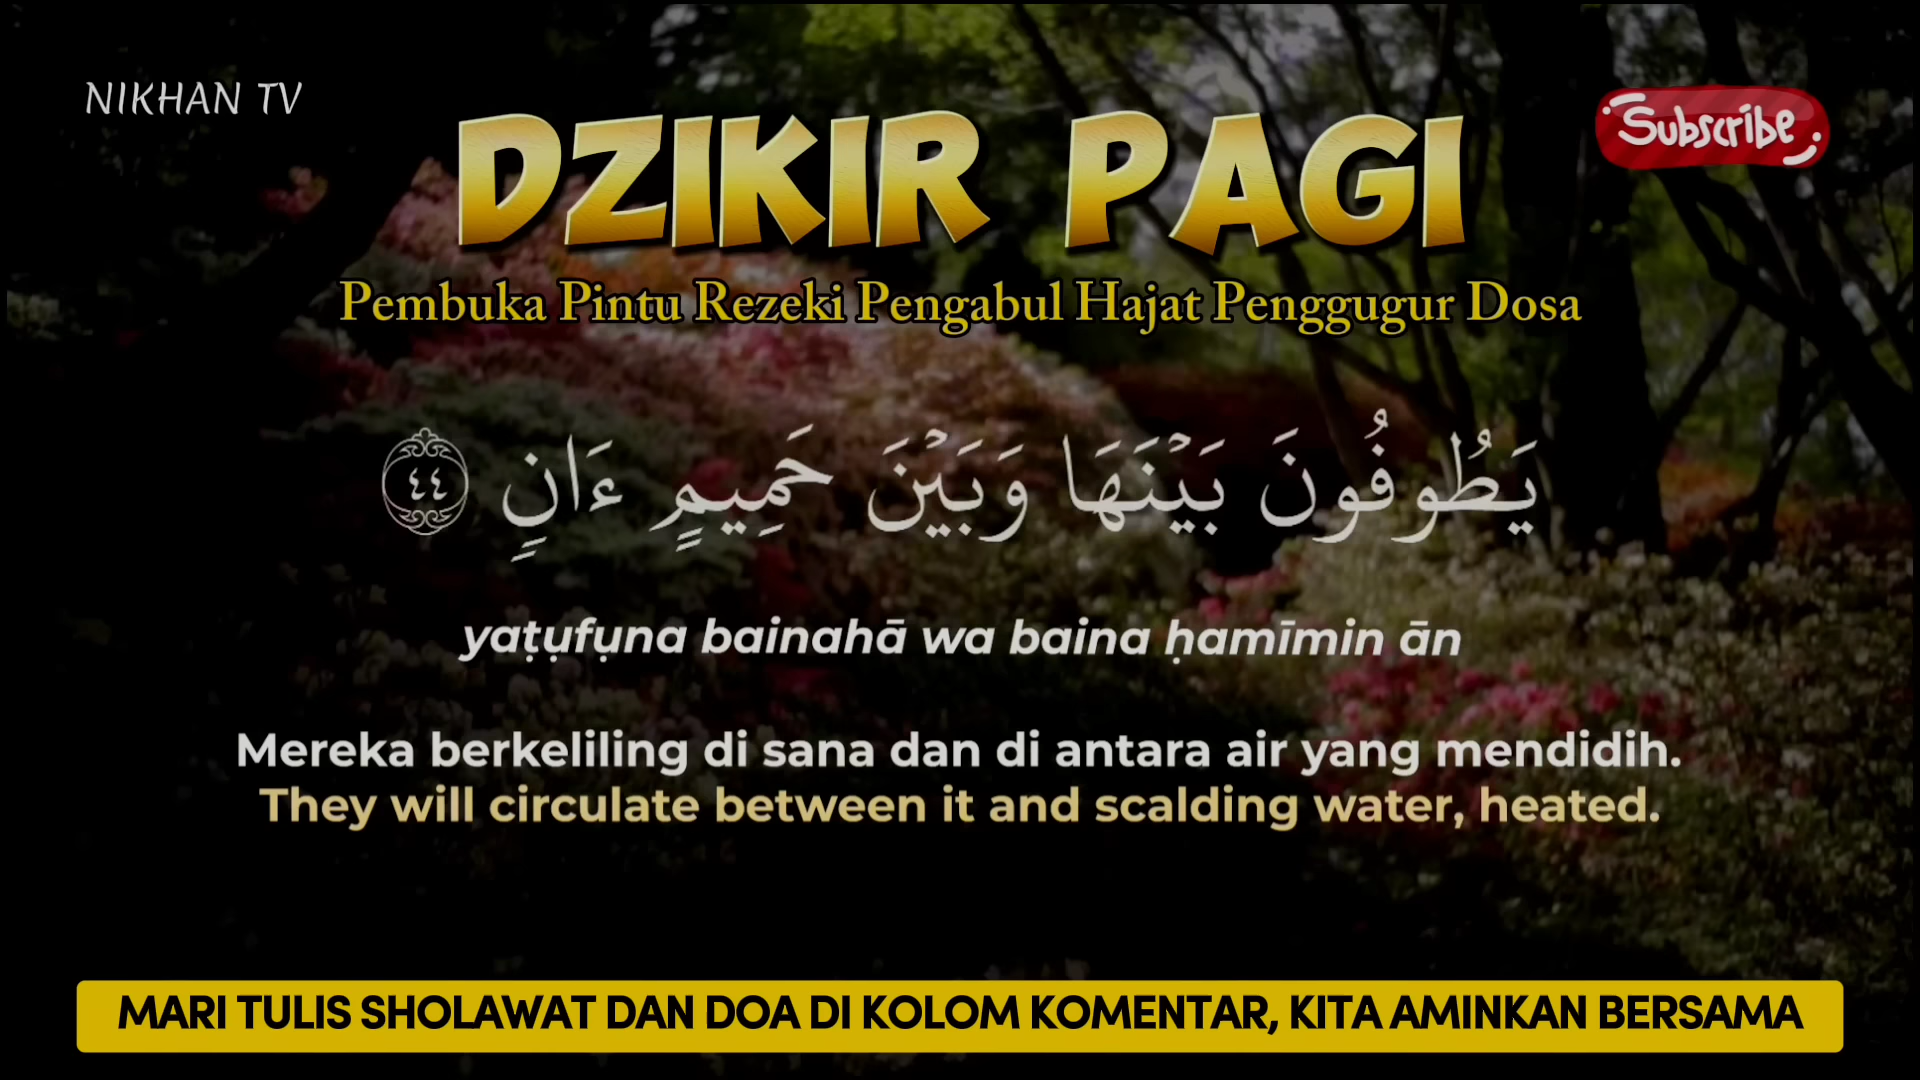 NIKHAN TV
Subscribe
DZIKIR PAGI
Pembuka Pintu Rezeki Pengabul Hajat Penggugur Dosa
يَطُوفُونَ بَيْنَهَا وَبَيْنَ حَمِيمٍ ءَانٍ ٤٤
yaṭụfụna bainahā wa baina ḥamīmin ān
Mereka berkeliling di sana dan di antara air yang mendidih.
They will circulate between it and scalding water, heated.
MARI TULIS SHOLAWAT DAN DOA DI KOLOM KOMENTAR, KITA AMINKAN BERSAMA